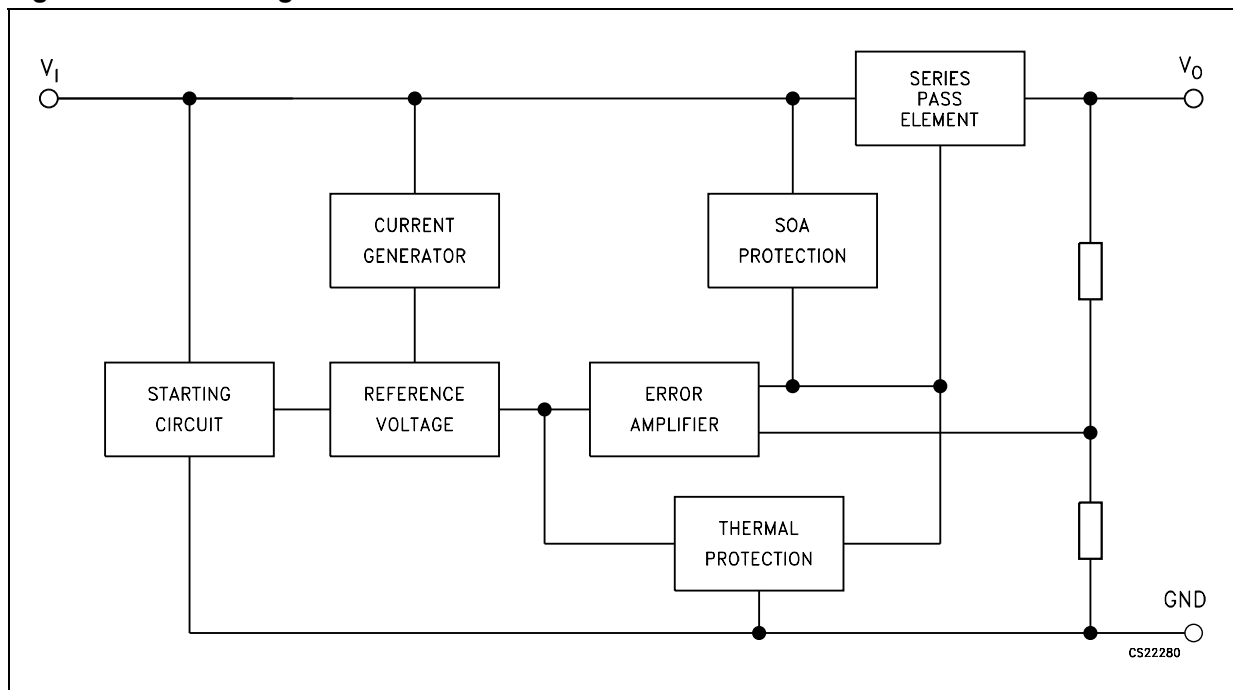 V_I
V_O
SERIES
PASS
ELEMENT
CURRENT
GENERATOR
SOA
PROTECTION
STARTING
CIRCUIT
REFERENCE
VOLTAGE
ERROR
AMPLIFIER
THERMAL
PROTECTION
GND
CS22280